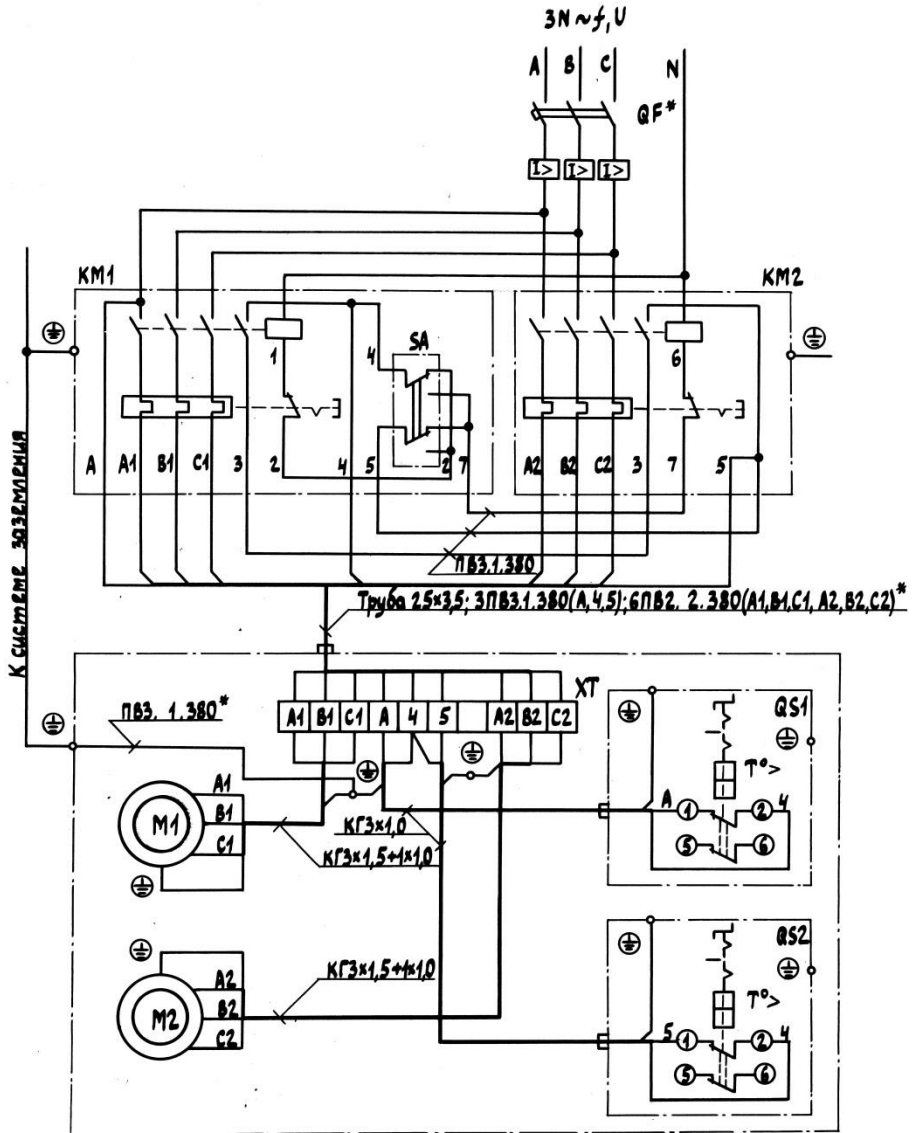 3N ~ f, U
A B C N
QF*
I> I> I>
KM1 KM2
SA
1 4 6
A A1 B1 C1 3 2 4 5 2 7 A2 B2 C2 3 7 5
ПВ3.1.380
Труба 25×3,5; 3ПВ3.1.380(А,4,5); 6ПВ2. 2.380(А1,В1,С1, А2,В2,С2)*
К системе заземления
ХТ
A1 B1 C1 A 4 5 A2 B2 C2
ПВ3. 1.380*
QS1
T°>
A 1 2 4
5 6
A1
M1 B1
C1
КГ3×1,0
КГ3×1,5+1×1,0
QS2
T°>
5 1 2 4
5 6
A2
M2 B2
C2
КГ3×1,5+1×1,0